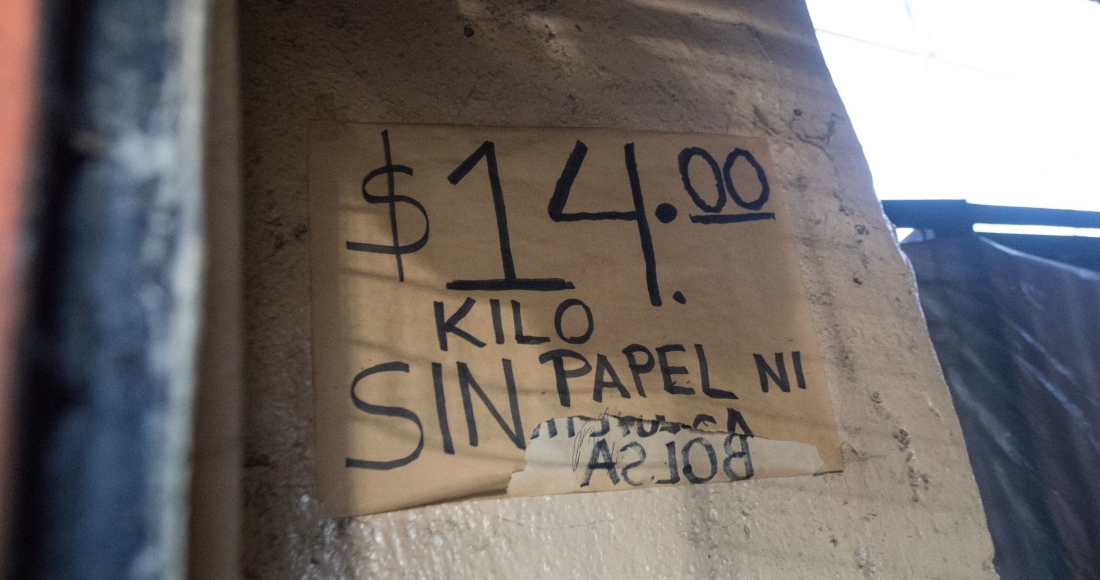 $14.00.
KILO
SIN PAPEL NI
BOLSA